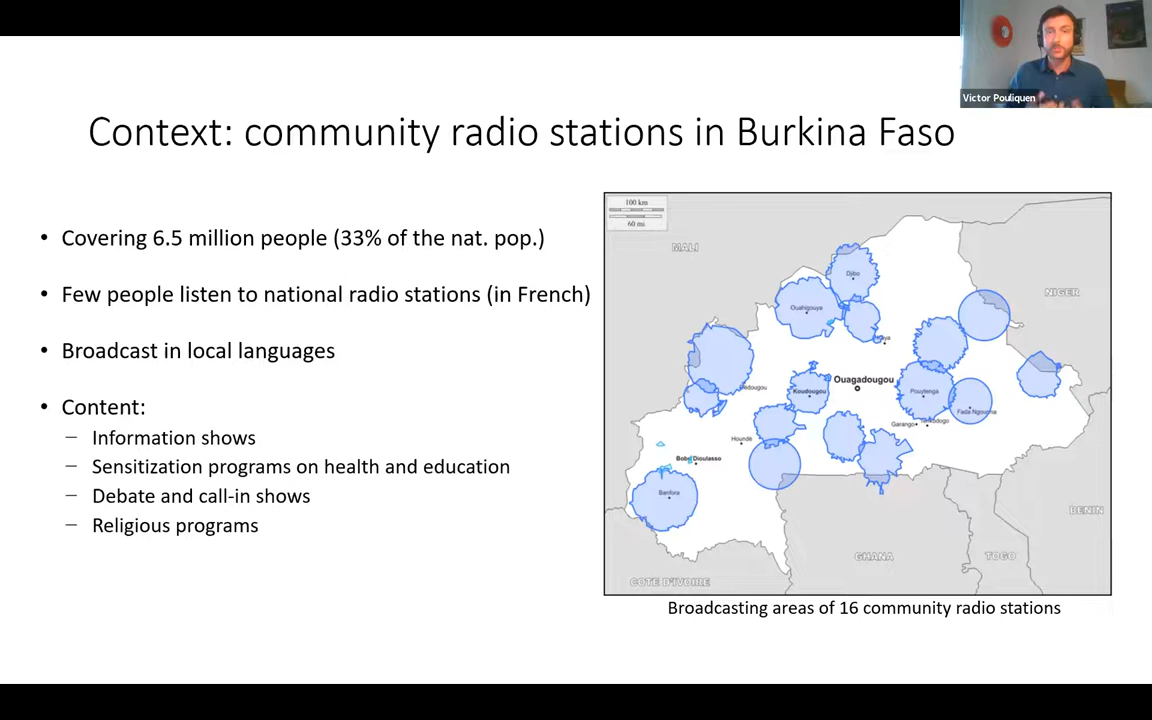 Victor Pouliquen
Context: community radio stations in Burkina Faso
• Covering 6.5 million people (33% of the nat. pop.)
• Few people listen to national radio stations (in French)
• Broadcast in local languages
• Content:
– Information shows
– Sensitization programs on health and education
– Debate and call-in shows
– Religious programs
100 km
60 mi
MALI
Djibo
NIGER
Ouahigouya
Ouagadougou
Koudougou
Pouytenga
Fada Ngourma
Garango
Houndé
Bobo Dioulasso
Banfora
BENIN
GHANA
TOGO
COTE D'IVOIRE
Broadcasting areas of 16 community radio stations